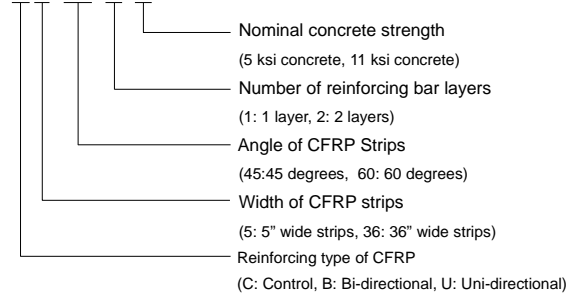 Nominal concrete strength
(5 ksi concrete, 11 ksi concrete)
Number of reinforcing bar layers
(1: 1 layer, 2: 2 layers)
Angle of CFRP Strips
(45:45 degrees, 60: 60 degrees)
Width of CFRP strips
(5: 5” wide strips, 36: 36” wide strips)
Reinforcing type of CFRP
(C: Control, B: Bi-directional, U: Uni-directional)